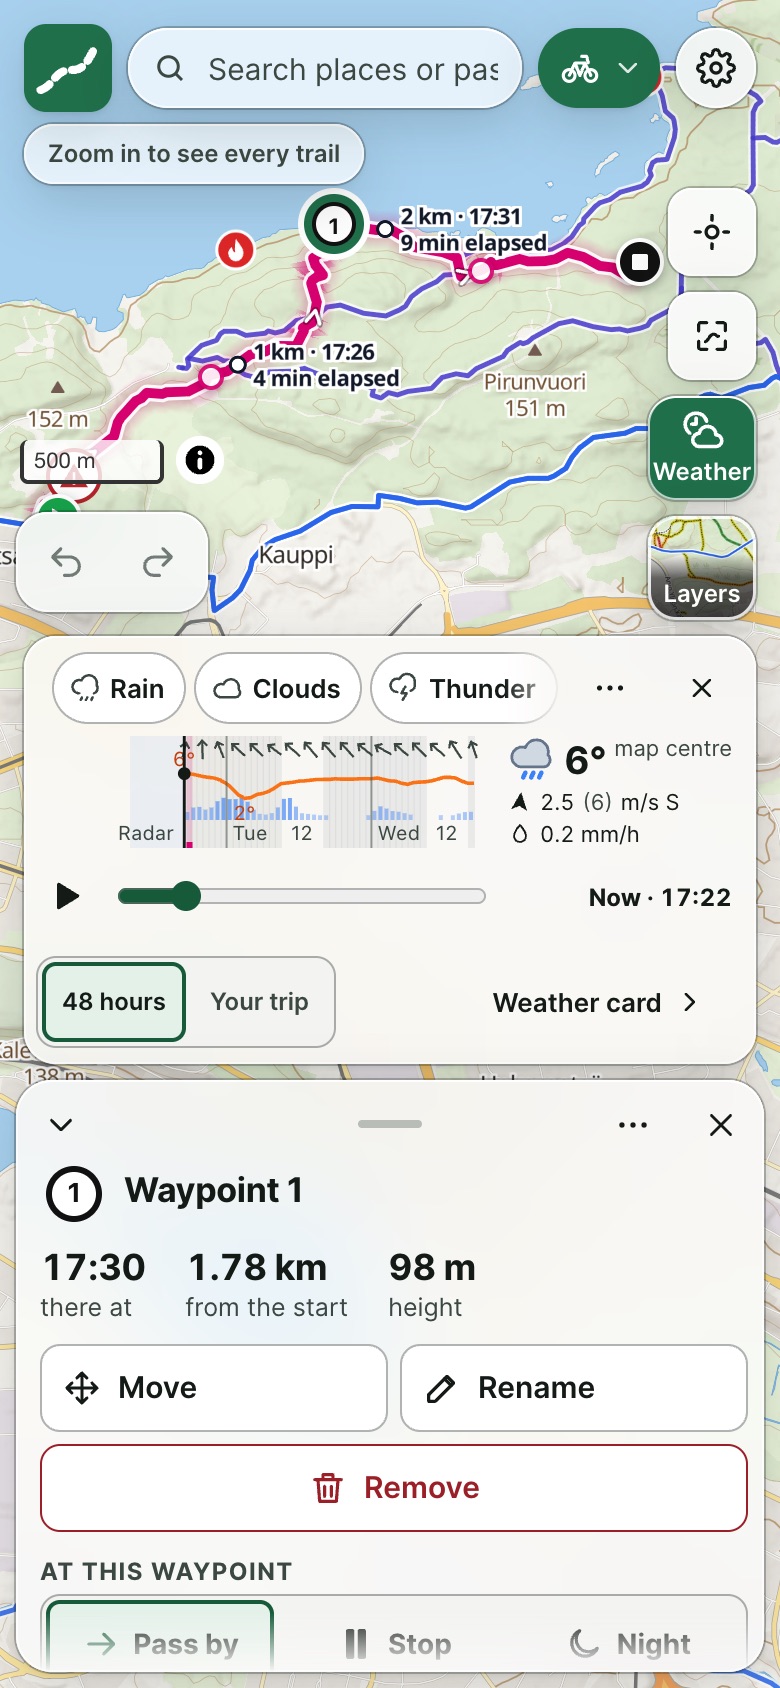 Search places or pas
Zoom in to see every trail
1
2 km · 17:31
9 min elapsed
1 km · 17:26
4 min elapsed
Pirunvuori
151 m
152 m
500 m
Weather
Kauppi
Layers
Rain
Clouds
Thunder
6°
2°
Radar
Tue
12
Wed
12
6° map centre
2.5 (6) m/s S
0.2 mm/h
Now · 17:22
48 hours
Your trip
Weather card
138 m
1
Waypoint 1
17:30
there at
1.78 km
from the start
98 m
height
Move
Rename
Remove
AT THIS WAYPOINT
Pass by
Stop
Night